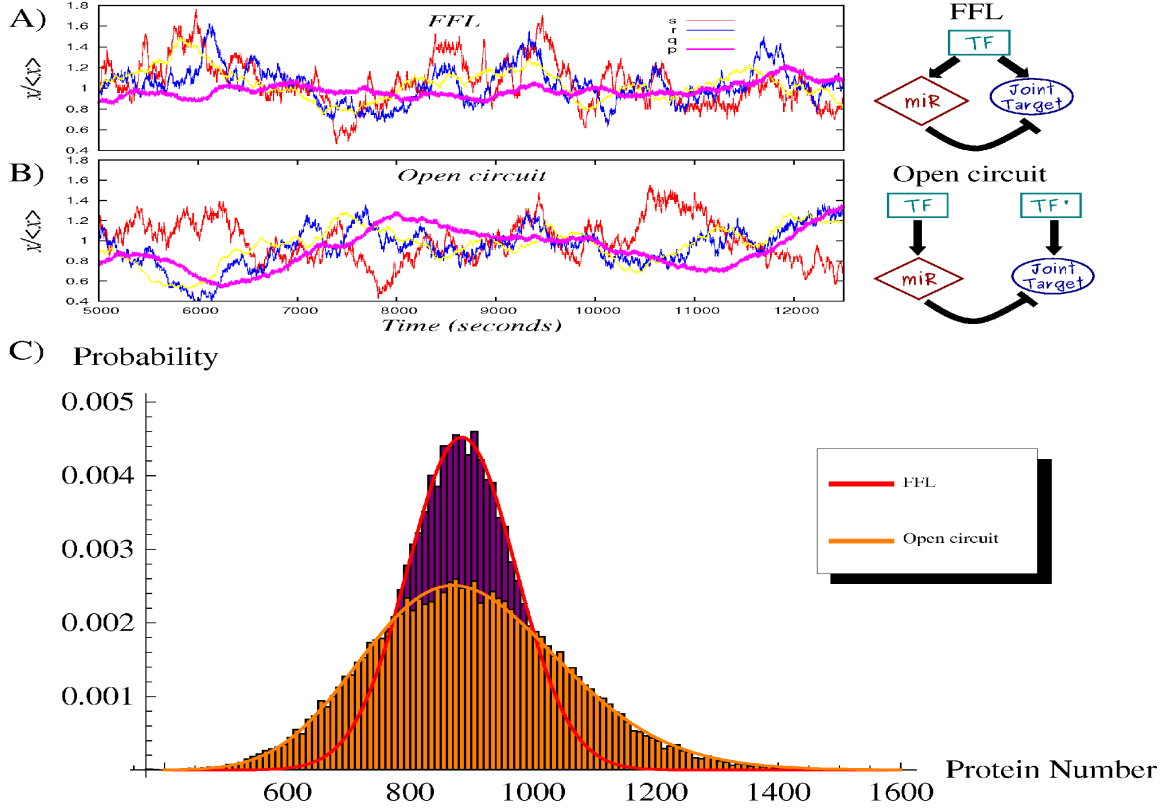 A)
FFL
s
r
q
p
x/<x>
1.8
1.6
1.4
1.2
1
0.8
0.6
0.4
FFL
TF
miR
Joint Target
B)
Open circuit
x/<x>
1.8
1.6
1.4
1.2
1
0.8
0.6
0.4
5000 6000 7000 8000 9000 10000 11000 12000
Time (seconds)
Open circuit
TF
TF'
miR
Joint Target
C)
Probability
0.005
0.004
0.003
0.002
0.001
600 800 1000 1200 1400 1600
Protein Number
FFL
Open circuit